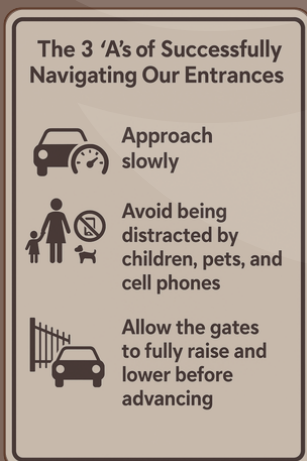 The 3 ‘A’s of Successfully
Navigating Our Entrances
Approach
slowly
Avoid being
distracted by
children, pets, and
cell phones
Allow the gates
to fully raise and
lower before
advancing